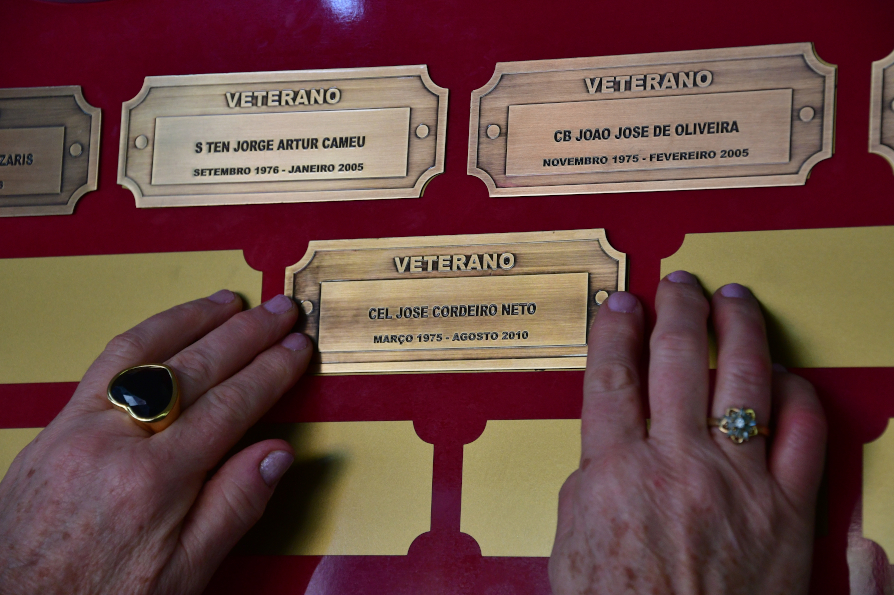 ZARIS
VETERANO
S TEN JORGE ARTUR CAMEU
SETEMBRO 1976 - JANEIRO 2005
VETERANO
CB JOAO JOSE DE OLIVEIRA
NOVEMBRO 1975 - FEVEREIRO 2005
VETERANO
CEL JOSE CORDEIRO NETO
MARÇO 1975 - AGOSTO 2010